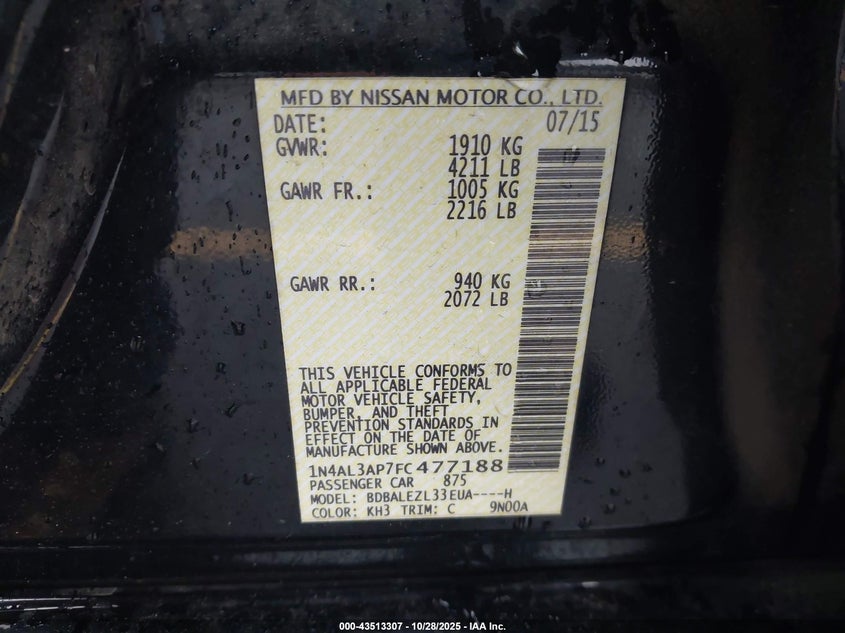 MFD BY NISSAN MOTOR CO., LTD.
DATE: 07/15
GVWR: 1910 KG
4211 LB
GAWR FR.: 1005 KG
2216 LB
GAWR RR.: 940 KG
2072 LB
THIS VEHICLE CONFORMS TO
ALL APPLICABLE FEDERAL
MOTOR VEHICLE SAFETY,
BUMPER, AND THEFT
PREVENTION STANDARDS IN
EFFECT ON THE DATE OF
MANUFACTURE SHOWN ABOVE.
1N4AL3AP7FC477188
PASSENGER CAR 875
MODEL: BDBALEZL33EUA----H
COLOR: KH3 TRIM: C 9N00A
000-43513307 - 10/28/2025 - IAA Inc.